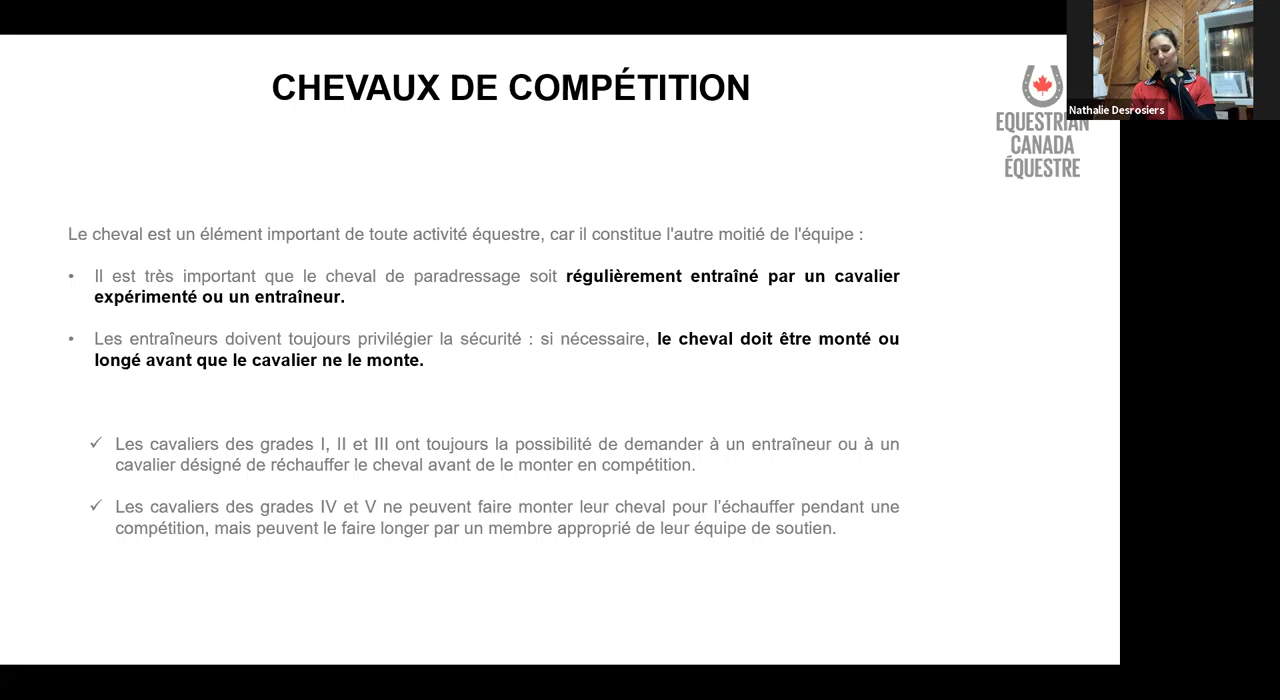 CHEVAUX DE COMPÉTITION
EQUESTRIAN
CANADA
ÉQUESTRE
Nathalie Desrosiers
Le cheval est un élément important de toute activité équestre, car il constitue l'autre moitié de l'équipe :
• Il est très important que le cheval de paradressage soit régulièrement entraîné par un cavalier
expérimenté ou un entraîneur.
• Les entraîneurs doivent toujours privilégier la sécurité : si nécessaire, le cheval doit être monté ou
longé avant que le cavalier ne le monte.
✓ Les cavaliers des grades I, II et III ont toujours la possibilité de demander à un entraîneur ou à un
cavalier désigné de réchauffer le cheval avant de le monter en compétition.
✓ Les cavaliers des grades IV et V ne peuvent faire monter leur cheval pour l’échauffer pendant une
compétition, mais peuvent le faire longer par un membre approprié de leur équipe de soutien.